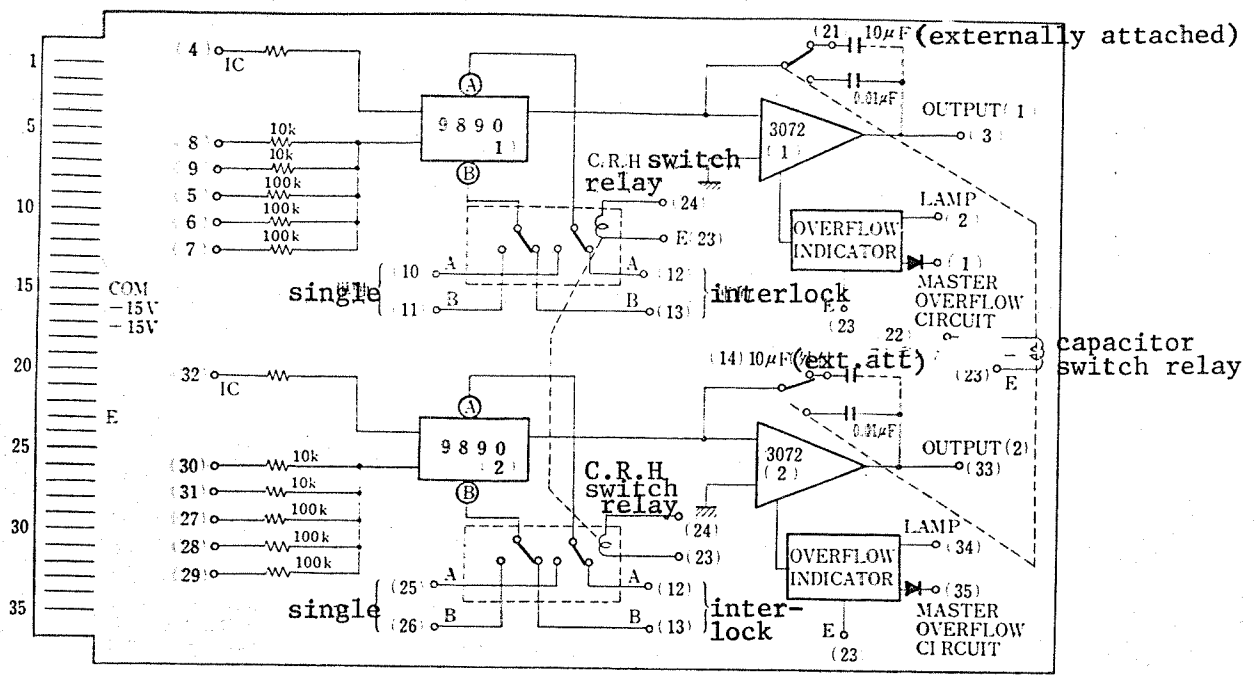 1
5
10
15
20
25
30
35
COM
−15V
−15V
E
(4)
IC
8
9
5
6
7
10k
10k
100k
100k
100k
A
9890
1)
B
C.R.H switch
relay
(24)
E(23)
single
(10) A
(11) B
A (12)
B (13)
interlock
(21) 10μF (externally attached)
0.01μF
3072
(1)
OUTPUT(1)
(3)
LAMP
(2)
OVERFLOW
INDICATOR
(1)
MASTER
OVERFLOW
CIRCUIT
E
(23
22)
(23)
E
capacitor
switch relay
32
IC
(30)
(31)
(27)
(28)
(29)
10k
10k
100k
100k
100k
A
9890
(2)
B
C.R.H
switch
relay
(24)
(23)
single
(25) A
(26) B
A (12)
B (13)
inter-
lock
(14) 10μF (ext.att)
0.01μF
3072
(2)
OUTPUT(2)
(33)
LAMP
(34)
OVERFLOW
INDICATOR
(35)
MASTER
OVERFLOW
CIRCUIT
E
(23